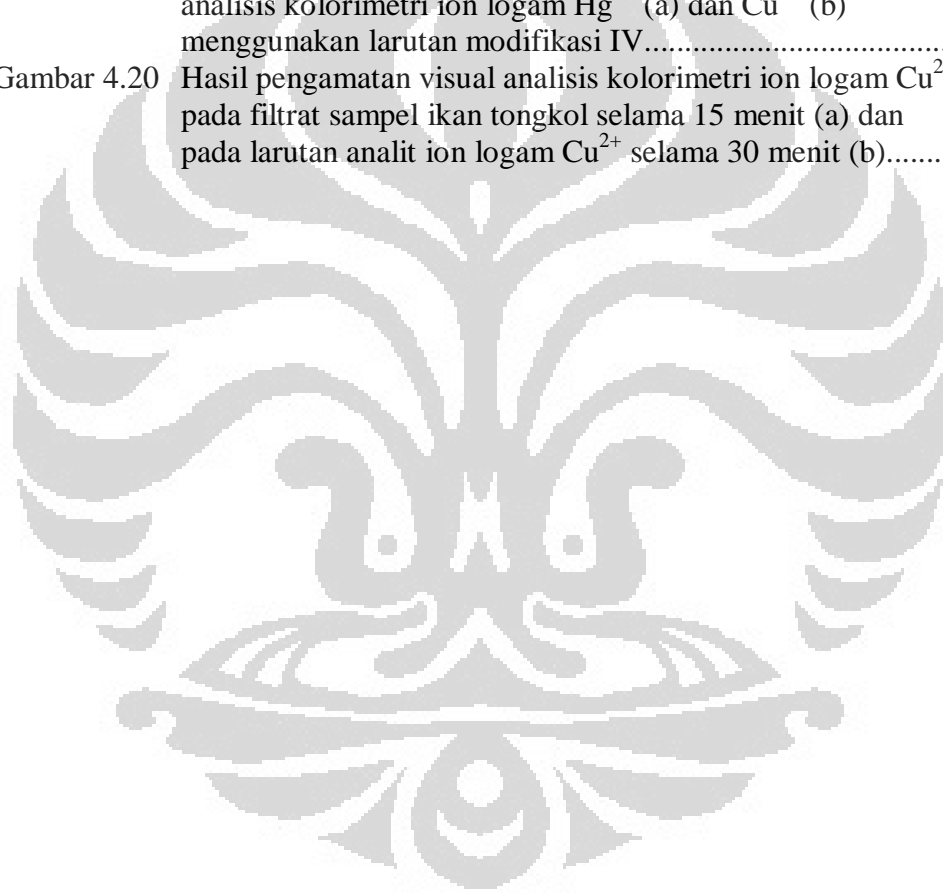 analisis kolorimetri ion logam Hg (a) dan Cu (b)
menggunakan larutan modifikasi IV....................................
Gambar 4.20 Hasil pengamatan visual analisis kolorimetri ion logam Cu²
pada filtrat sampel ikan tongkol selama 15 menit (a) dan
pada larutan analit ion logam Cu²⁺ selama 30 menit (b).......